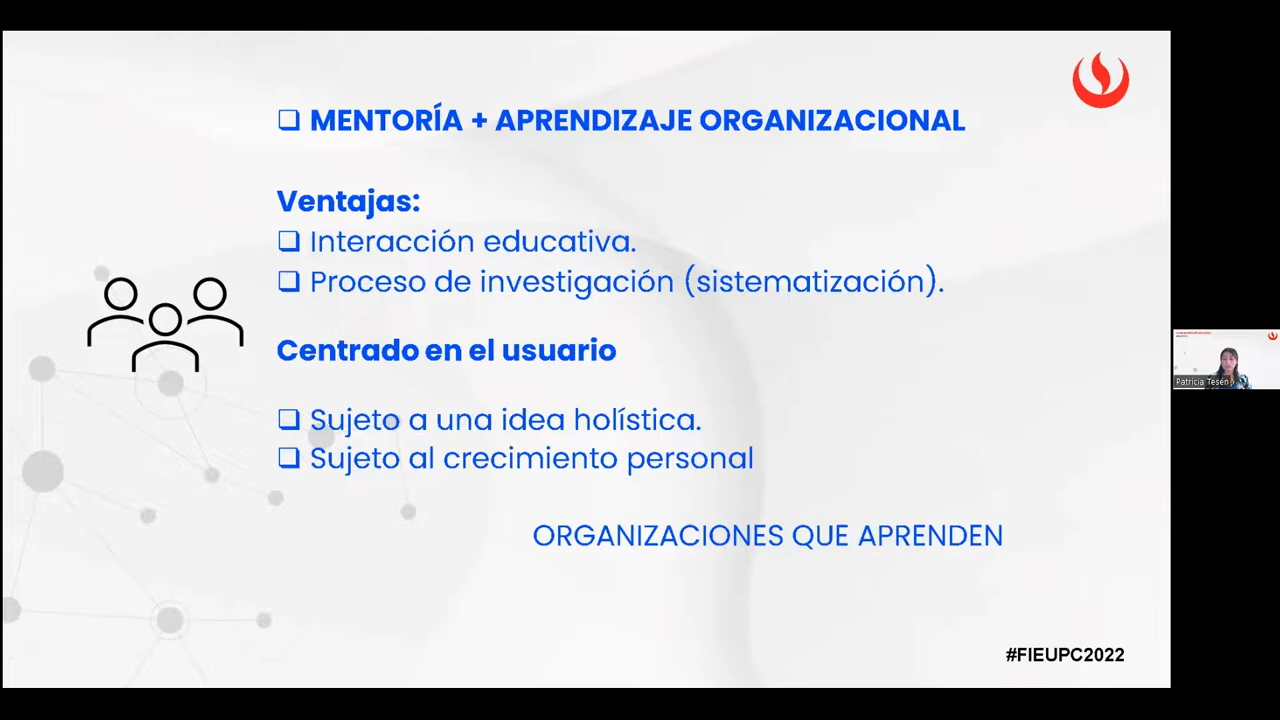 ❑ MENTORÍA + APRENDIZAJE ORGANIZACIONAL
Ventajas:
❑ Interacción educativa.
❑ Proceso de investigación (sistematización).
Centrado en el usuario
❑ Sujeto a una idea holística.
❑ Sujeto al crecimiento personal
ORGANIZACIONES QUE APRENDEN
#FIEUPC2022
Patricia Tesén